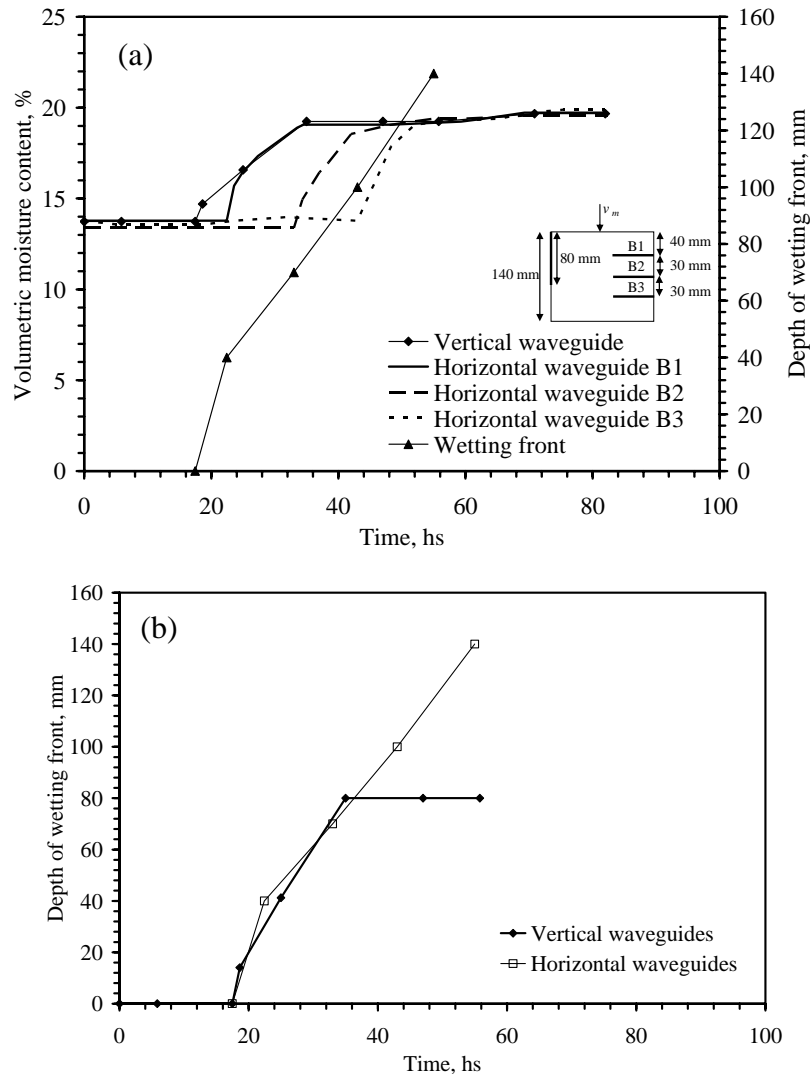 (a)
25
20
15
10
5
0
Volumetric moisture content, %
160
140
120
100
80
60
40
20
0
Depth of wetting front, mm
v m
B1
B2
B3
40 mm
30 mm
30 mm
80 mm
140 mm
Vertical waveguide
Horizontal waveguide B1
Horizontal waveguide B2
Horizontal waveguide B3
Wetting front
0 20 40 60 80 100
Time, hs
(b)
160
140
120
100
80
60
40
20
0
Depth of wetting front, mm
Vertical waveguides
Horizontal waveguides
0 20 40 60 80 100
Time, hs